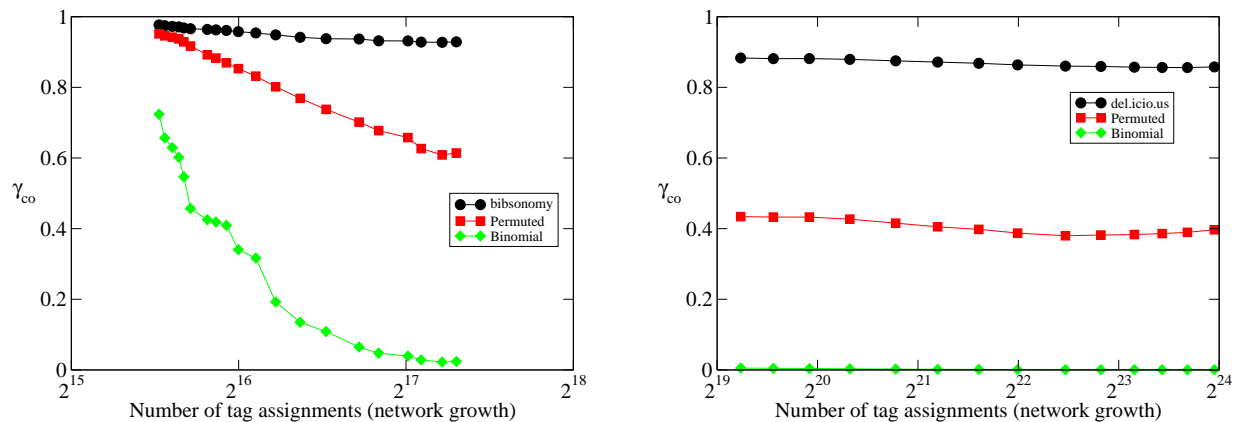 1
0.8
0.6
γco
0.4
0.2
0
2^15
2^16
2^17
2^18
Number of tag assignments (network growth)
bibsonomy
Permuted
Binomial
1
0.8
0.6
γco
0.4
0.2
0
2^19
2^20
2^21
2^22
2^23
2^24
Number of tag assignments (network growth)
del.icio.us
Permuted
Binomial